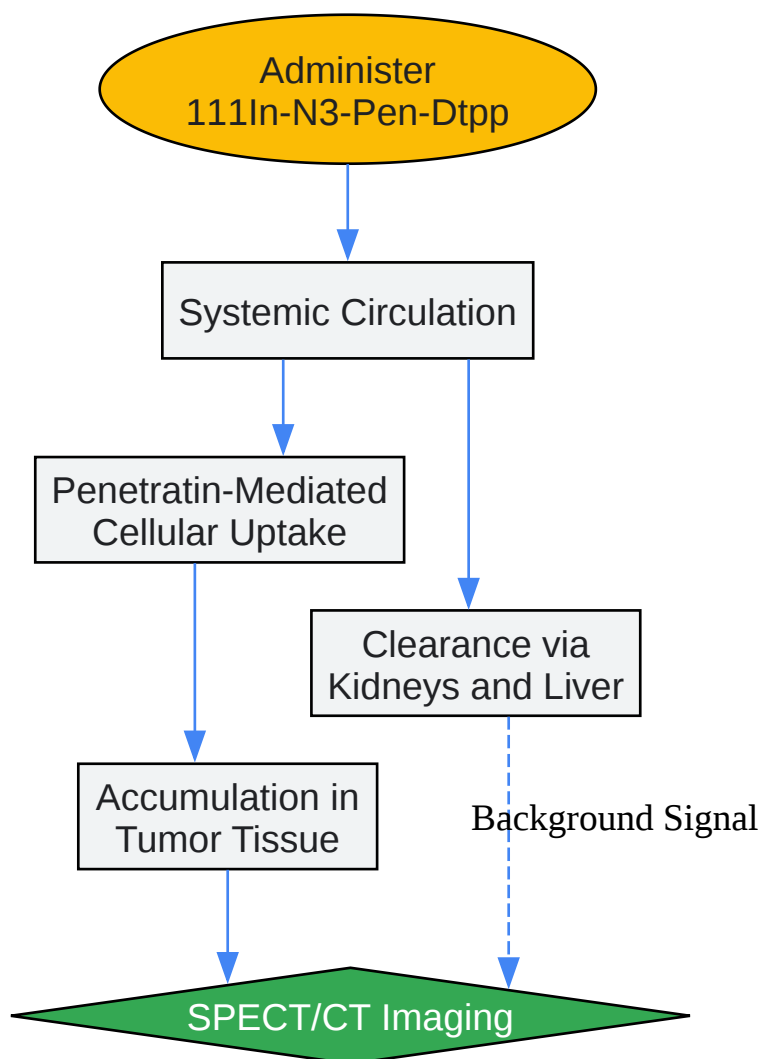 Administer
111In-N3-Pen-Dtpp
Systemic Circulation
Penetratin-Mediated
Cellular Uptake
Clearance via
Kidneys and Liver
Accumulation in
Tumor Tissue
Background Signal
SPECT/CT Imaging